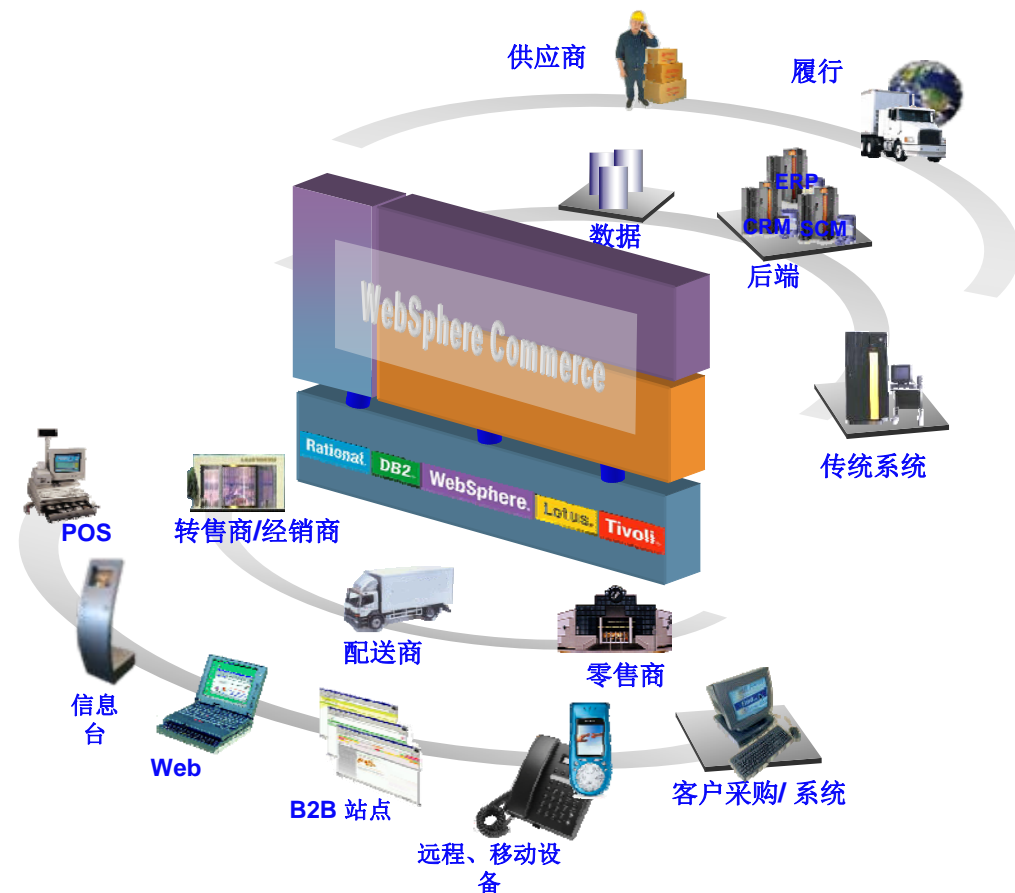 供应商
履行
ERP
CRM SCM
数据
后端
WebSphere Commerce
传统系统
Rational.
DB2.
WebSphere.
Lotus.
Tivoli.
POS
转售商/经销商
配送商
零售商
信息
台
Web
B2B 站点
客户采购/ 系统
远程、移动设
备